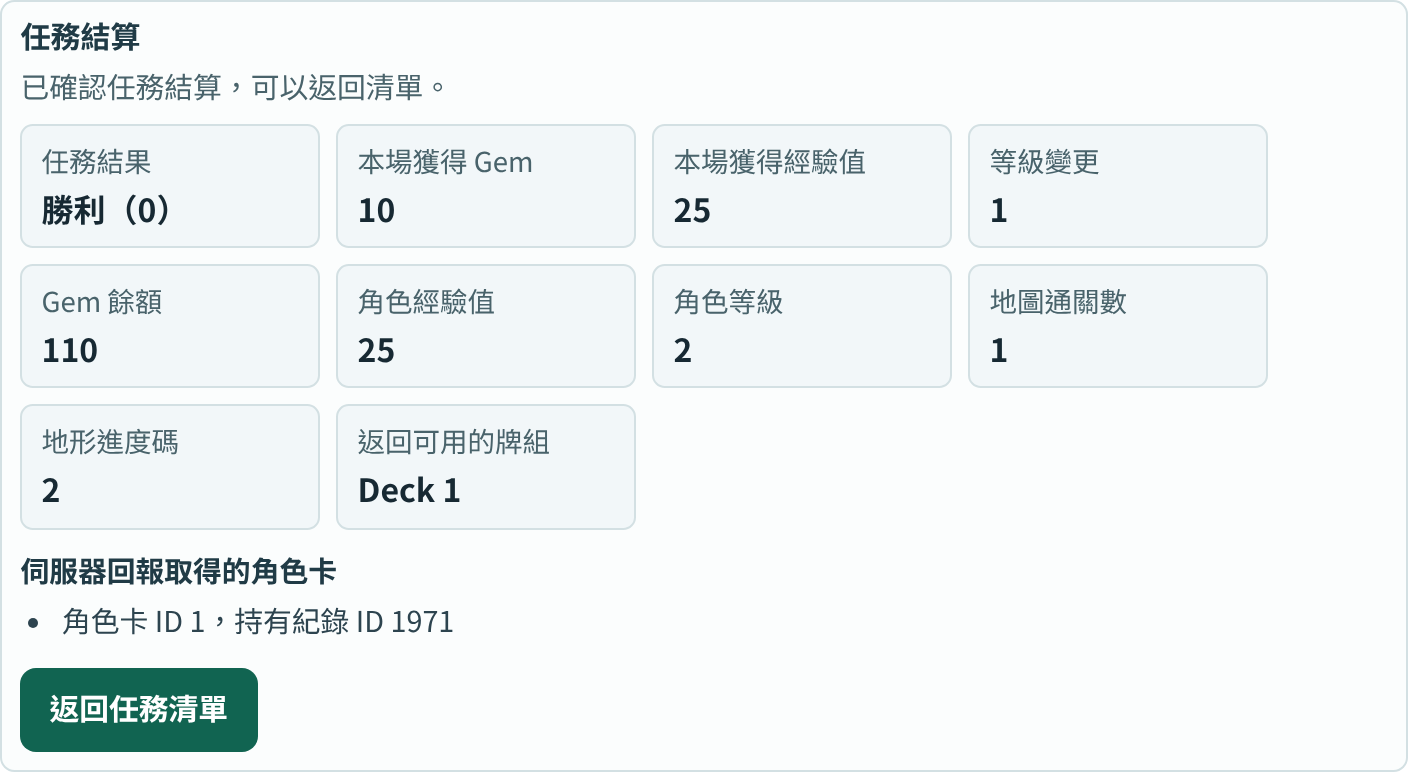 任務結算
已確認任務結算，可以返回清單。
任務結果
勝利（0）
本場獲得 Gem
10
本場獲得經驗值
25
等級變更
1
Gem 餘額
110
角色經驗值
25
角色等級
2
地圖通關數
1
地形進度碼
2
返回可用的牌組
Deck 1
伺服器回報取得的角色卡
• 角色卡 ID 1，持有紀錄 ID 1971
返回任務清單